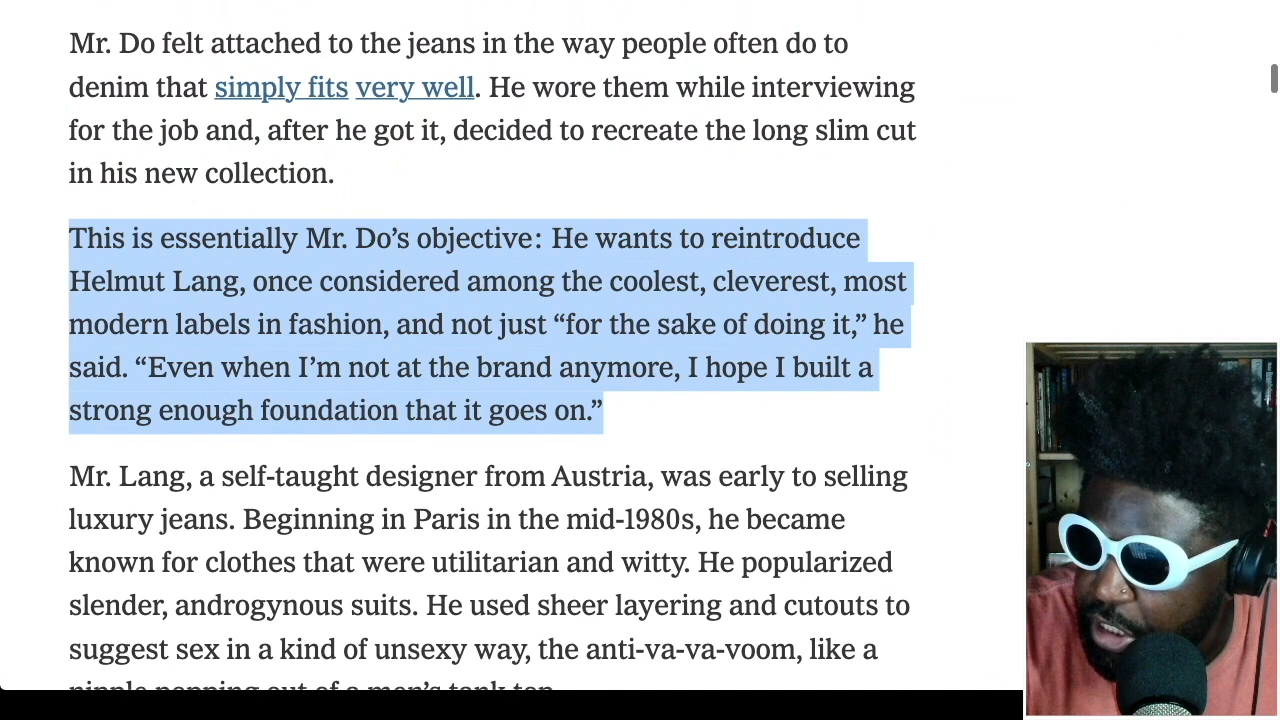 Mr. Do felt attached to the jeans in the way people often do to
denim that simply fits very well. He wore them while interviewing
for the job and, after he got it, decided to recreate the long slim cut
in his new collection.
This is essentially Mr. Do’s objective: He wants to reintroduce
Helmut Lang, once considered among the coolest, cleverest, most
modern labels in fashion, and not just “for the sake of doing it,” he
said. “Even when I’m not at the brand anymore, I hope I built a
strong enough foundation that it goes on.”
Mr. Lang, a self-taught designer from Austria, was early to selling
luxury jeans. Beginning in Paris in the mid-1980s, he became
known for clothes that were utilitarian and witty. He popularized
slender, androgynous suits. He used sheer layering and cutouts to
suggest sex in a kind of unsexy way, the anti-va-va-voom, like a
nipple popping out of a men’s tank top.